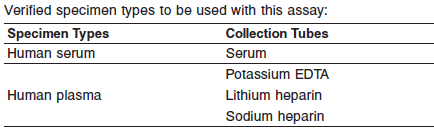 Verified specimen types to be used with this assay:
Specimen Types Collection Tubes
Human serum Serum
Potassium EDTA
Human plasma Lithium heparin
Sodium heparin